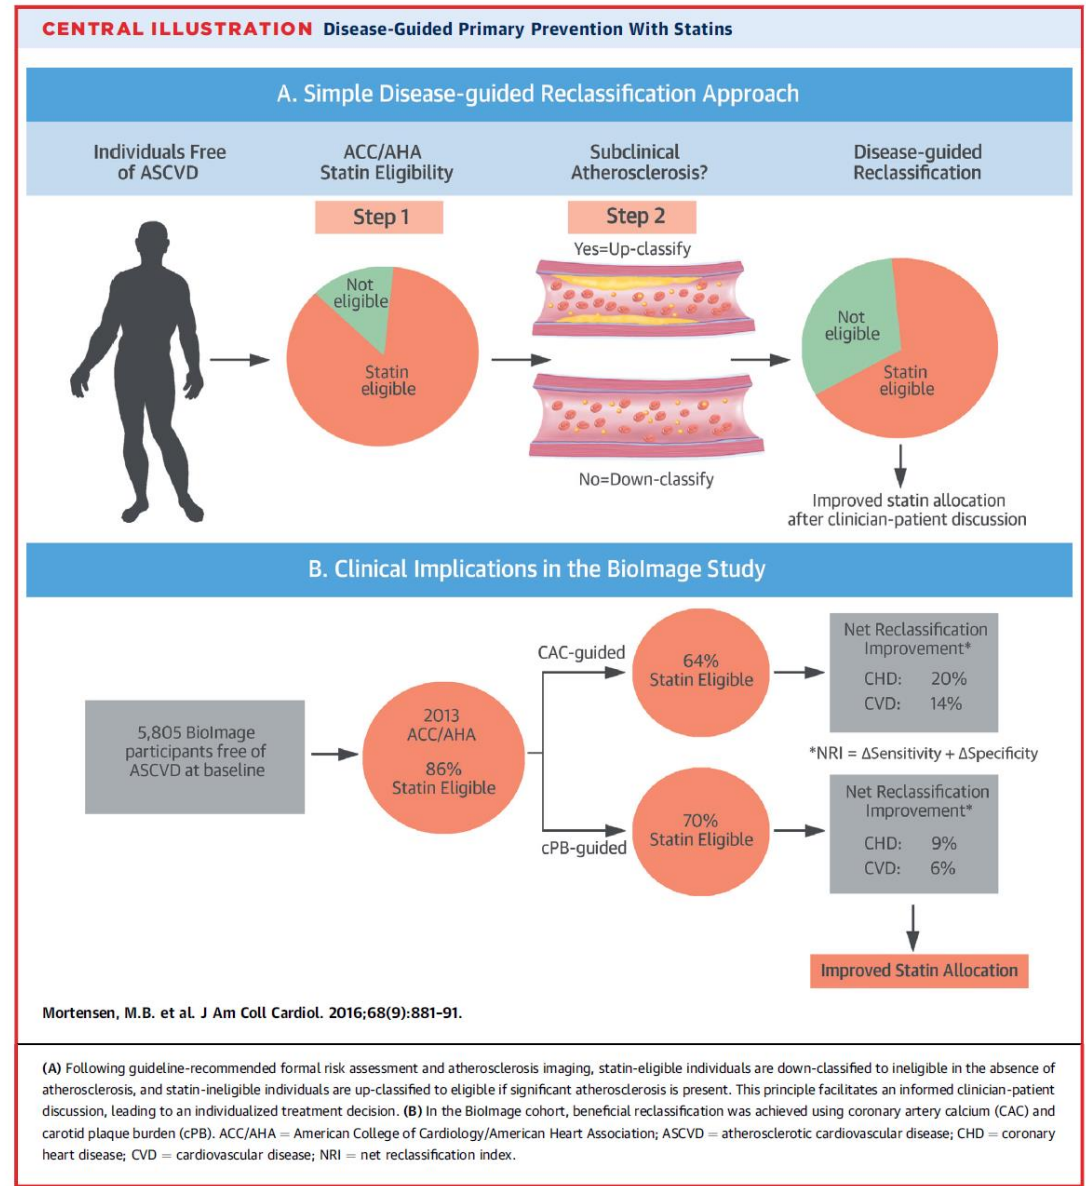 CENTRAL ILLUSTRATION Disease-Guided Primary Prevention With Statins
A. Simple Disease-guided Reclassification Approach
Individuals Free
of ASCVD
ACC/AHA
Statin Eligibility
Subclinical
Atherosclerosis?
Disease-guided
Reclassification
Step 1
Step 2
Yes=Up-classify
Not
eligible
Statin
eligible
No=Down-classify
Not
eligible
Statin
eligible
Improved statin allocation
after clinician-patient discussion
B. Clinical Implications in the BioImage Study
5,805 BioImage
participants free of
ASCVD at baseline
2013
ACC/AHA
86%
Statin Eligible
CAC-guided
64%
Statin Eligible
Net Reclassification
Improvement*
CHD: 20%
CVD: 14%
*NRI = ΔSensitivity + ΔSpecificity
cPB-guided
70%
Statin Eligible
Net Reclassification
Improvement*
CHD: 9%
CVD: 6%
Improved Statin Allocation
Mortensen, M.B. et al. J Am Coll Cardiol. 2016;68(9):881-91.
(A) Following guideline-recommended formal risk assessment and atherosclerosis imaging, statin-eligible individuals are down-classified to ineligible in the absence of
atherosclerosis, and statin-ineligible individuals are up-classified to eligible if significant atherosclerosis is present. This principle facilitates an informed clinician-patient
discussion, leading to an individualized treatment decision. (B) In the BioImage cohort, beneficial reclassification was achieved using coronary artery calcium (CAC) and
carotid plaque burden (cPB). ACC/AHA = American College of Cardiology/American Heart Association; ASCVD = atherosclerotic cardiovascular disease; CHD = coronary
heart disease; CVD = cardiovascular disease; NRI = net reclassification index.